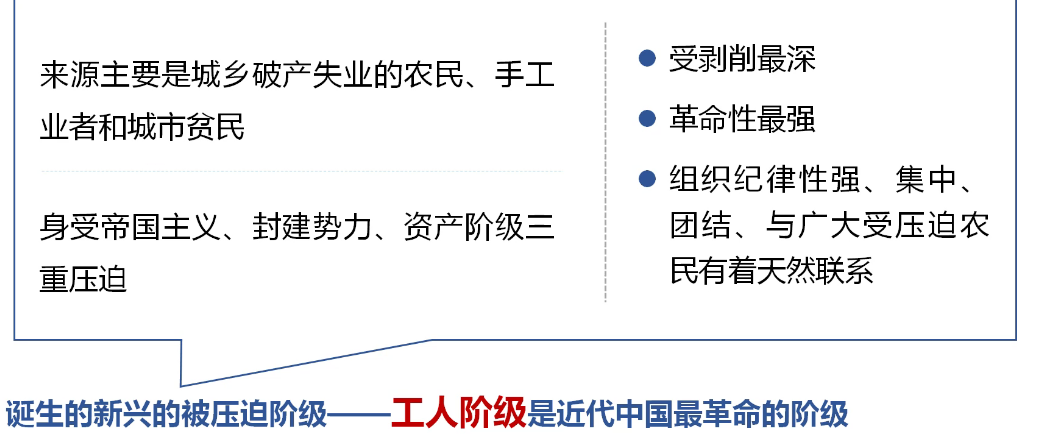 来源主要是城乡破产失业的农民、手工
业者和城市贫民
身受帝国主义、封建势力、资产阶级三
重压迫
受剥削最深
革命性最强
组织纪律性强、集中、
团结、与广大受压迫农
民有着天然联系
诞生的新兴的被压迫阶级——工人阶级是近代中国最革命的阶级